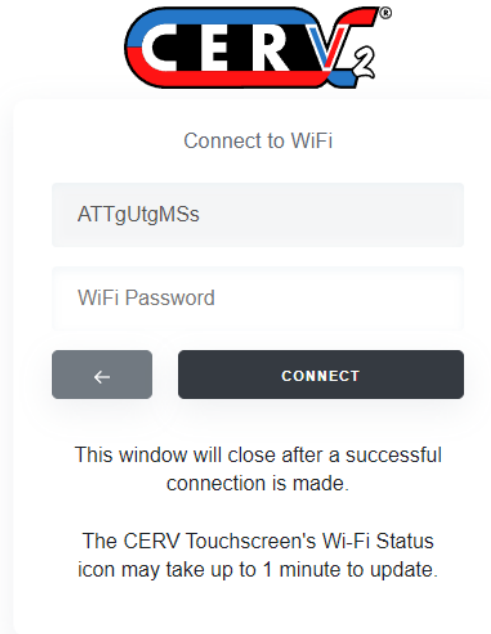 CERV2®
Connect to WiFi
ATTgUtgMSs
WiFi Password
← CONNECT
This window will close after a successful
connection is made.
The CERV Touchscreen's Wi-Fi Status
icon may take up to 1 minute to update.